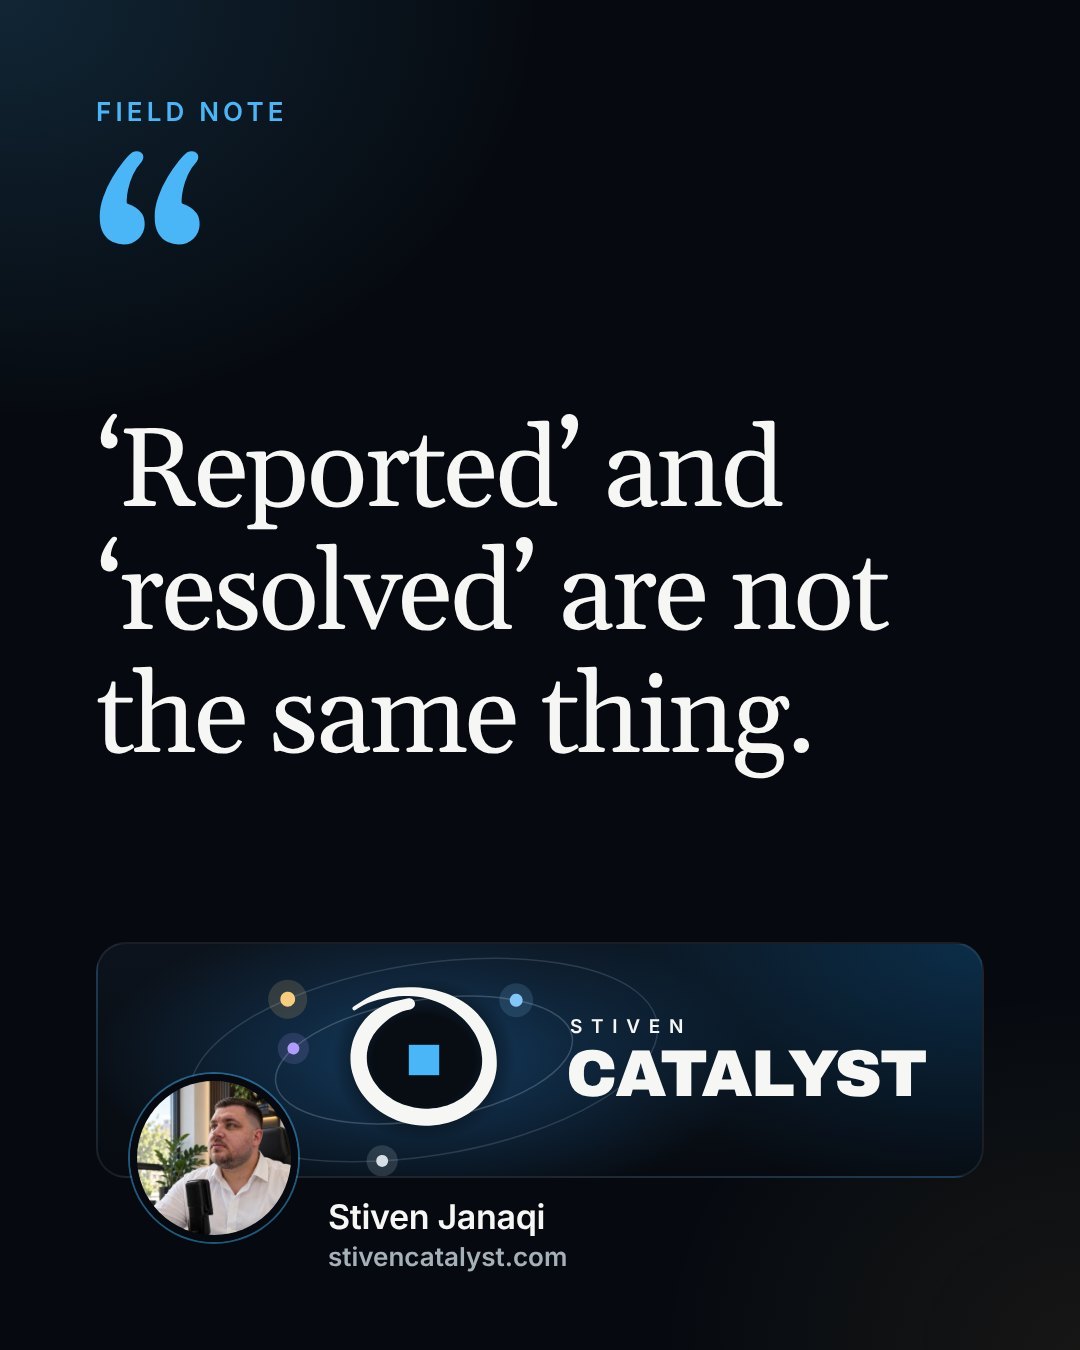 FIELD NOTE
“
‘Reported’ and
‘resolved’ are not
the same thing.
STIVEN
CATALYST
Stiven Janaqi
stivencatalyst.com